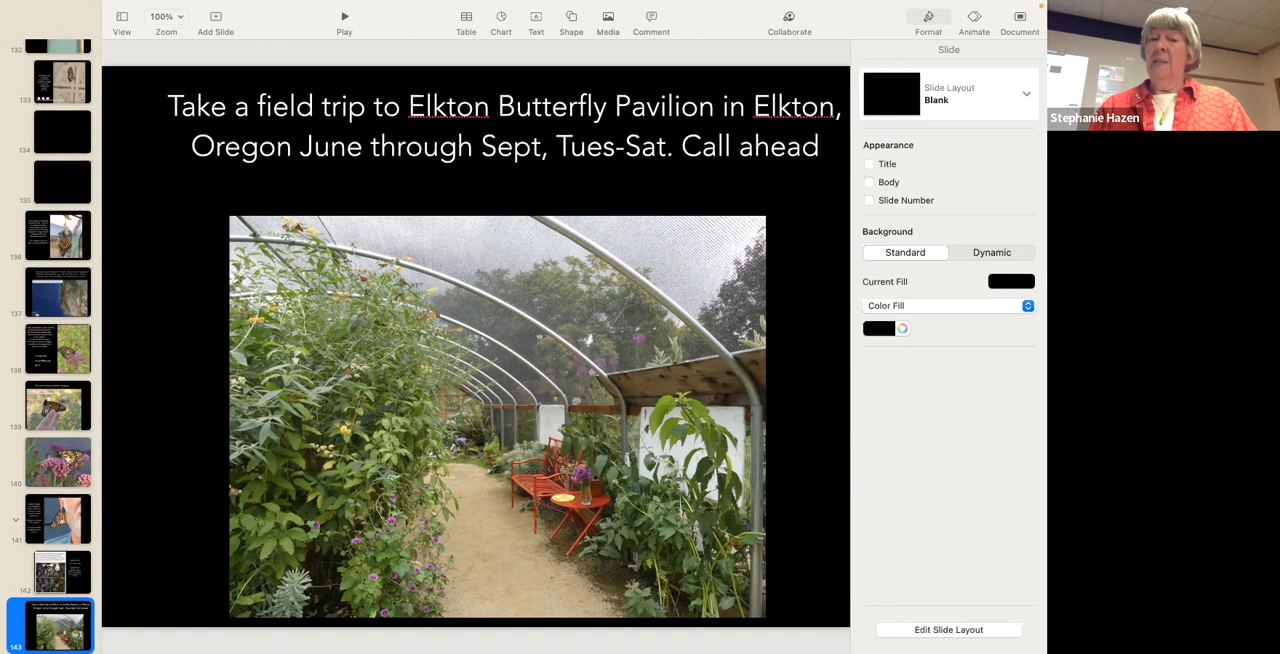 100%
View
Zoom
Add Slide
Play
Table
Chart
Text
Shape
Media
Comment
Collaborate
Format
Animate
Document
132
133
134
135
136
137
138
139
140
141
142
143
Take a field trip to Elkton Butterfly Pavilion in Elkton,
Oregon June through Sept, Tues-Sat. Call ahead
Slide
Slide Layout
Blank
Appearance
Title
Body
Slide Number
Background
Standard
Dynamic
Current Fill
Color Fill
Edit Slide Layout
Stephanie Hazen